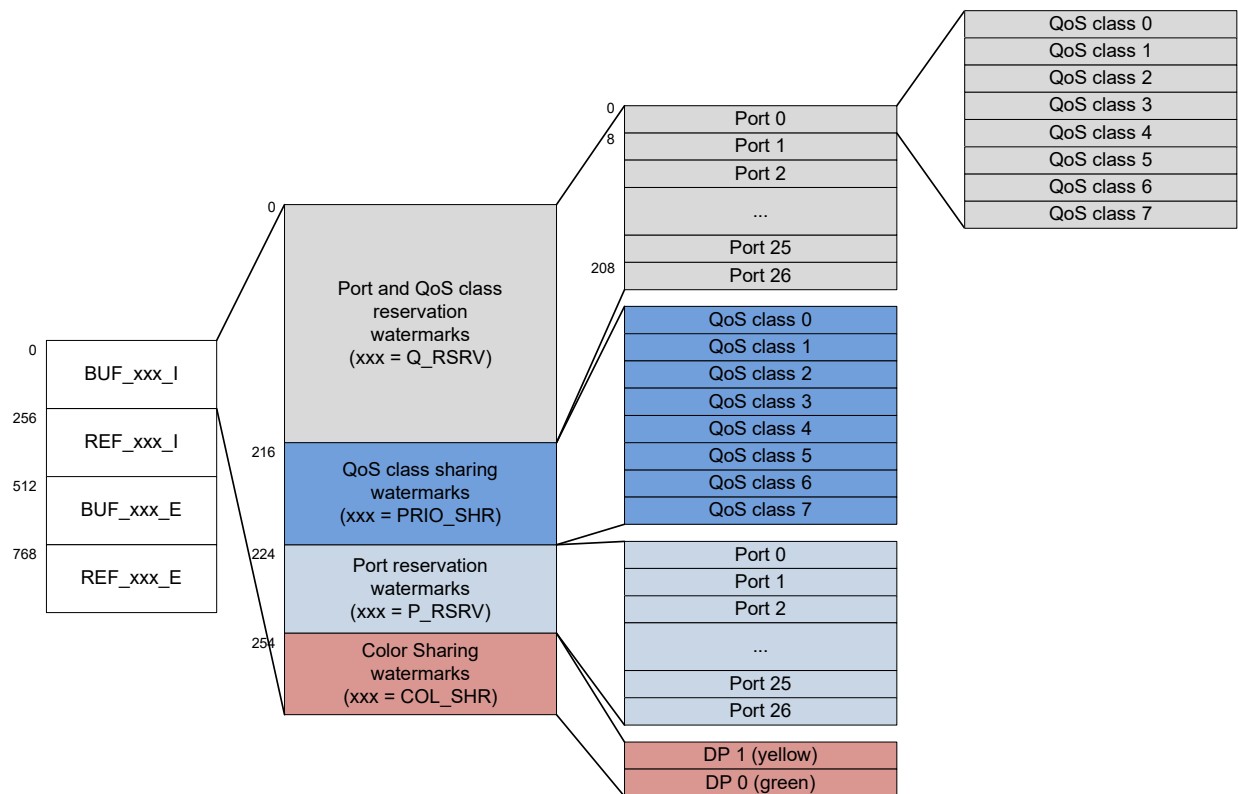 0
BUF_xxx_I
256
REF_xxx_I
512
BUF_xxx_E
768
REF_xxx_E
0
Port and QoS class
reservation
watermarks
(xxx = Q_RSRV)
216
QoS class sharing
watermarks
(xxx = PRIO_SHR)
224
Port reservation
watermarks
(xxx = P_RSRV)
254
Color Sharing
watermarks
(xxx = COL_SHR)
0
Port 0
8
Port 1
Port 2
...
Port 25
208
Port 26
QoS class 0
QoS class 1
QoS class 2
QoS class 3
QoS class 4
QoS class 5
QoS class 6
QoS class 7
Port 0
Port 1
Port 2
...
Port 25
Port 26
DP 1 (yellow)
DP 0 (green)
QoS class 0
QoS class 1
QoS class 2
QoS class 3
QoS class 4
QoS class 5
QoS class 6
QoS class 7